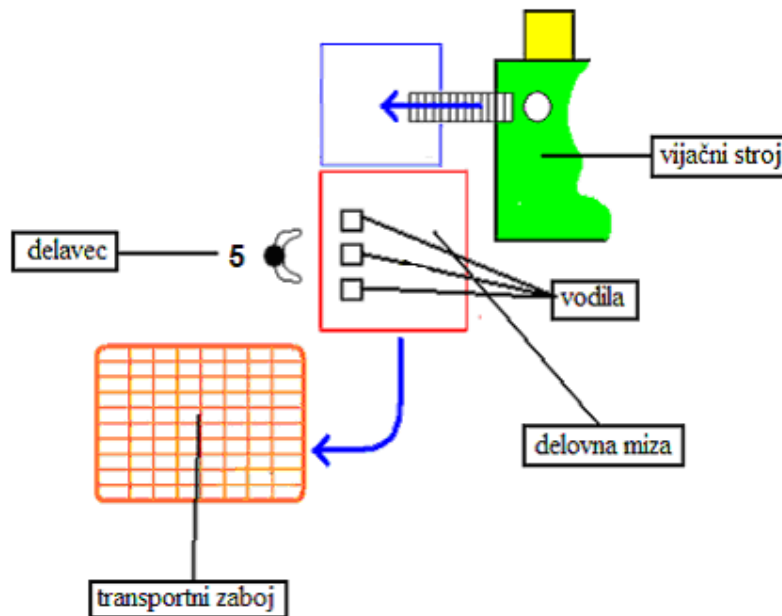 vijačni stroj
delavec
5
vodila
delovna miza
transportni zaboj